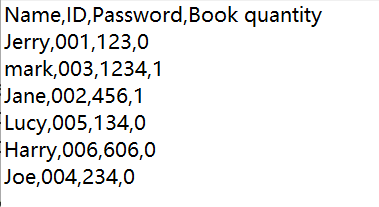 Name,ID,Password,Book quantity
Jerry,001,123,0
mark,003,1234,1
Jane,002,456,1
Lucy,005,134,0
Harry,006,606,0
Joe,004,234,0